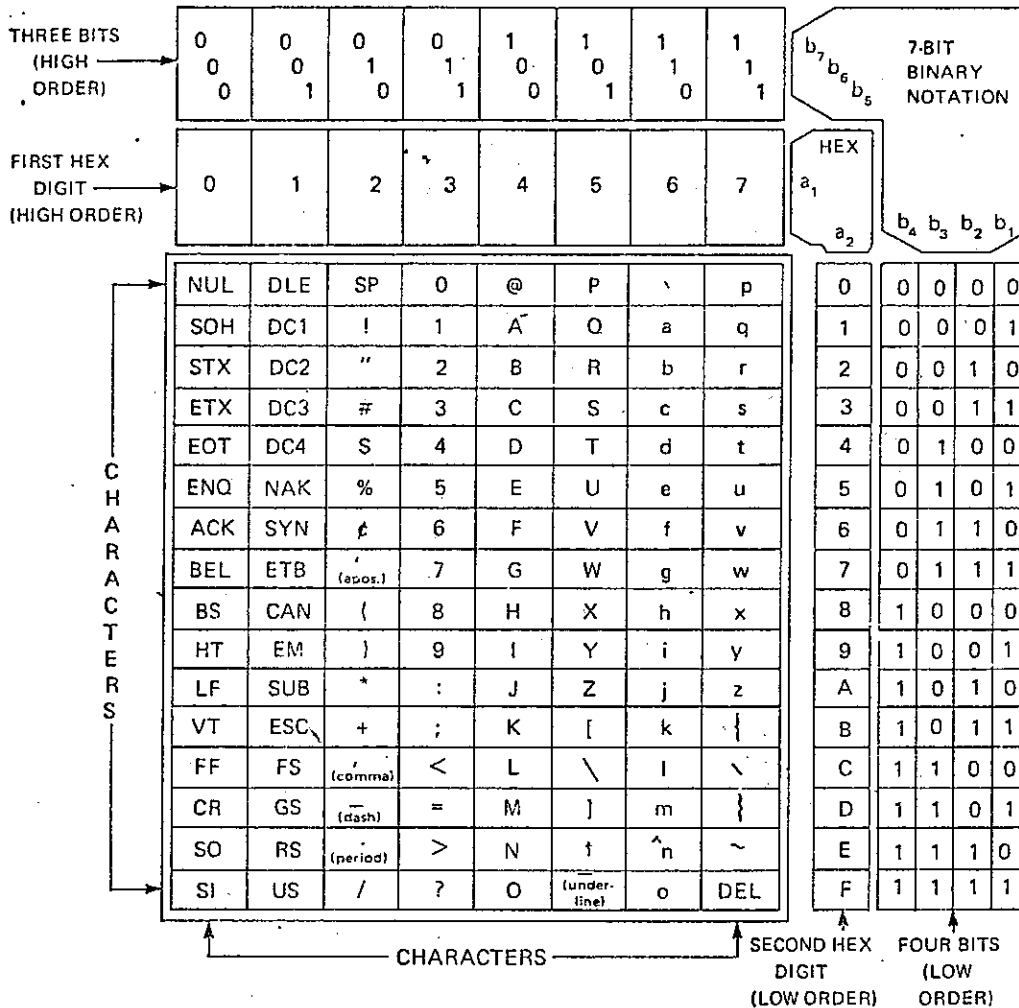 THREE BITS
(HIGH
ORDER)
0 0 0 0 1 1 1 1
0 0 1 1 0 0 1 1
0 1 0 1 0 1 0 1
b7 b6 b5
7-BIT
BINARY
NOTATION
FIRST HEX
DIGIT
(HIGH ORDER)
0 1 2 3 4 5 6 7
HEX
a1
a2
b4 b3 b2 b1
CHARACTERS
NUL DLE SP 0 @ P \ p 0 0 0 0 0
SOH DC1 ! 1 A Q a q 1 0 0 0 1
STX DC2 " 2 B R b r 2 0 0 1 0
ETX DC3 # 3 C S c s 3 0 0 1 1
EOT DC4 S 4 D T d t 4 0 1 0 0
ENQ NAK % 5 E U e u 5 0 1 0 1
ACK SYN ¢ 6 F V f v 6 0 1 1 0
BEL ETB ' (apos.) 7 G W g w 7 0 1 1 1
BS CAN ( 8 H X h x 8 1 0 0 0
HT EM ) 9 I Y i y 9 1 0 0 1
LF SUB * : J Z j z A 1 0 1 0
VT ESC + ; K [ k { B 1 0 1 1
FF FS , (comma) < L \ l \ C 1 1 0 0
CR GS — (dash) = M ] m } D 1 1 0 1
SO RS . (period) > N ↑ ^n ~ E 1 1 1 0
SI US / ? O — (under-line) o DEL F 1 1 1 1
CHARACTERS
SECOND HEX
DIGIT
(LOW ORDER)
FOUR BITS
(LOW
ORDER)